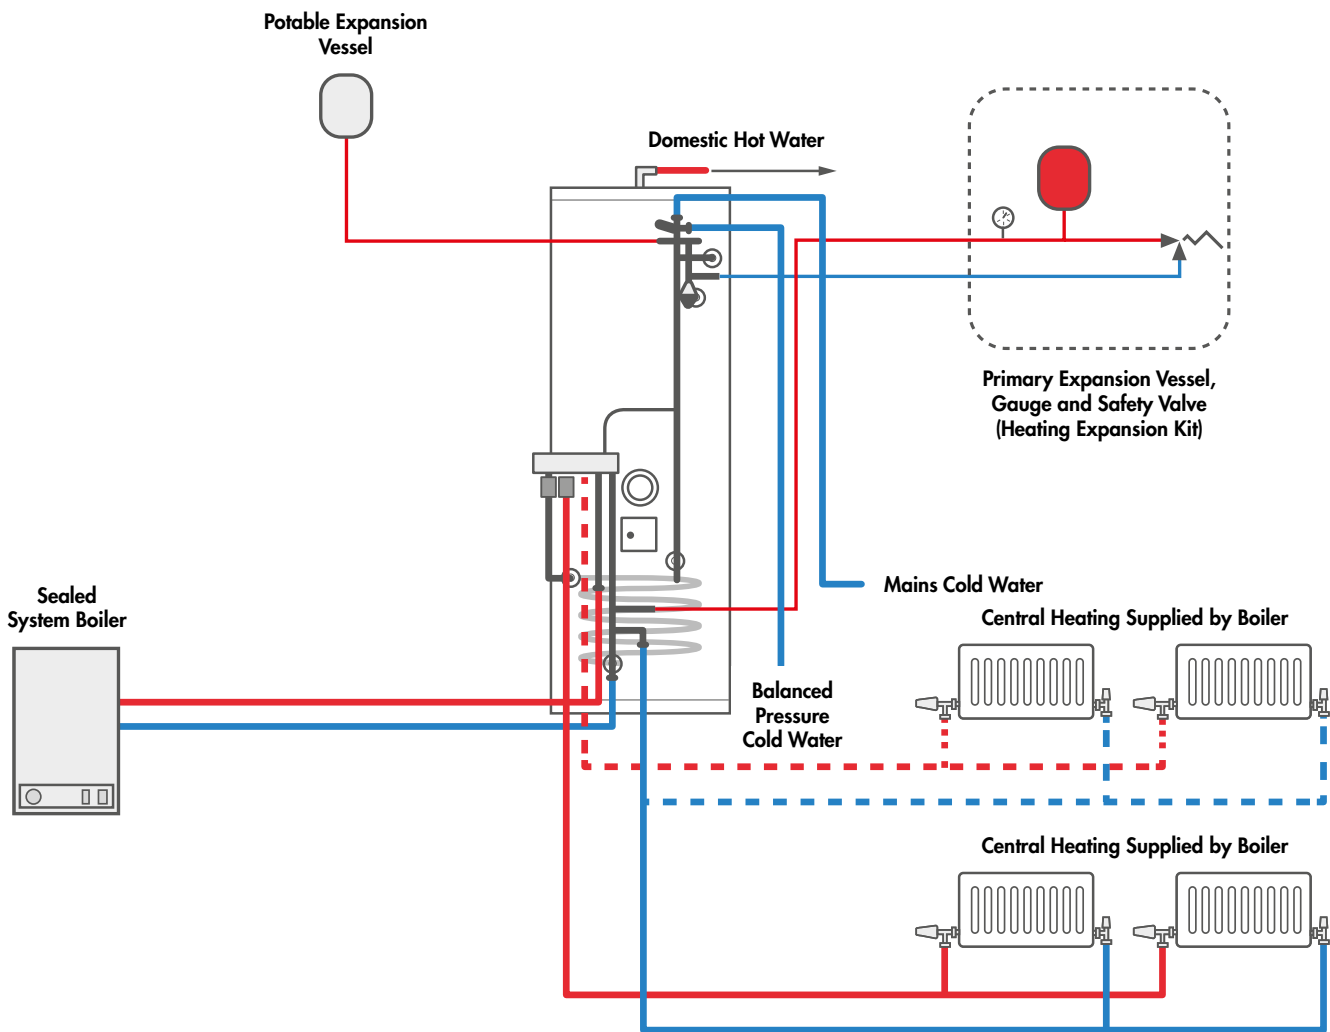 Potable Expansion
Vessel
Domestic Hot Water
Primary Expansion Vessel,
Gauge and Safety Valve
(Heating Expansion Kit)
Sealed
System Boiler
Mains Cold Water
Central Heating Supplied by Boiler
Balanced
Pressure
Cold Water
Central Heating Supplied by Boiler